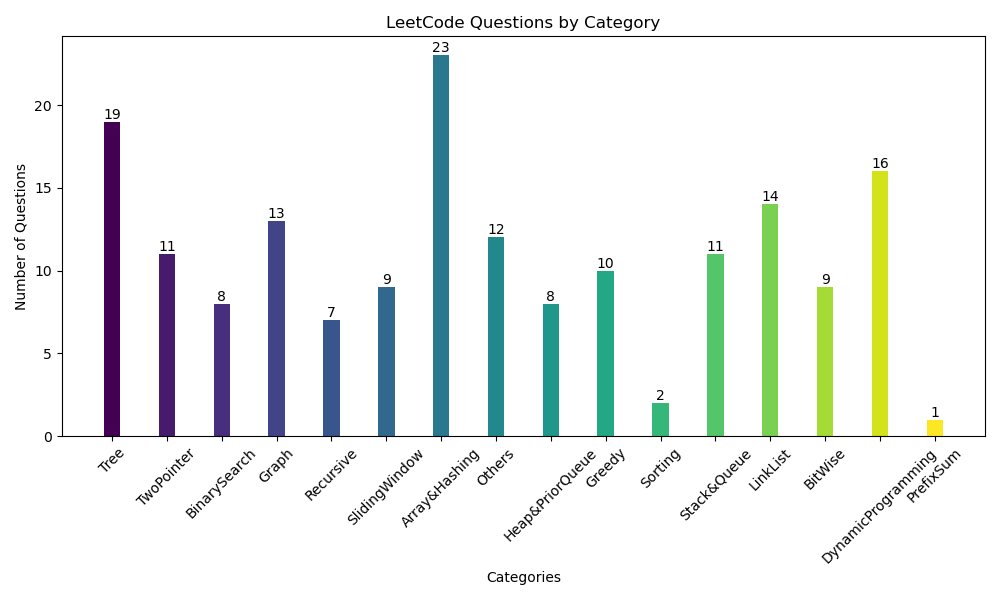 LeetCode Questions by Category
Number of Questions
20
15
10
5
0
19
11
8
13
7
9
23
12
8
10
2
11
14
9
16
1
Tree
TwoPointer
BinarySearch
Graph
Recursive
SlidingWindow
Array&Hashing
Others
Heap&PriorQueue
Greedy
Sorting
Stack&Queue
LinkList
BitWise
DynamicProgramming
PrefixSum
Categories